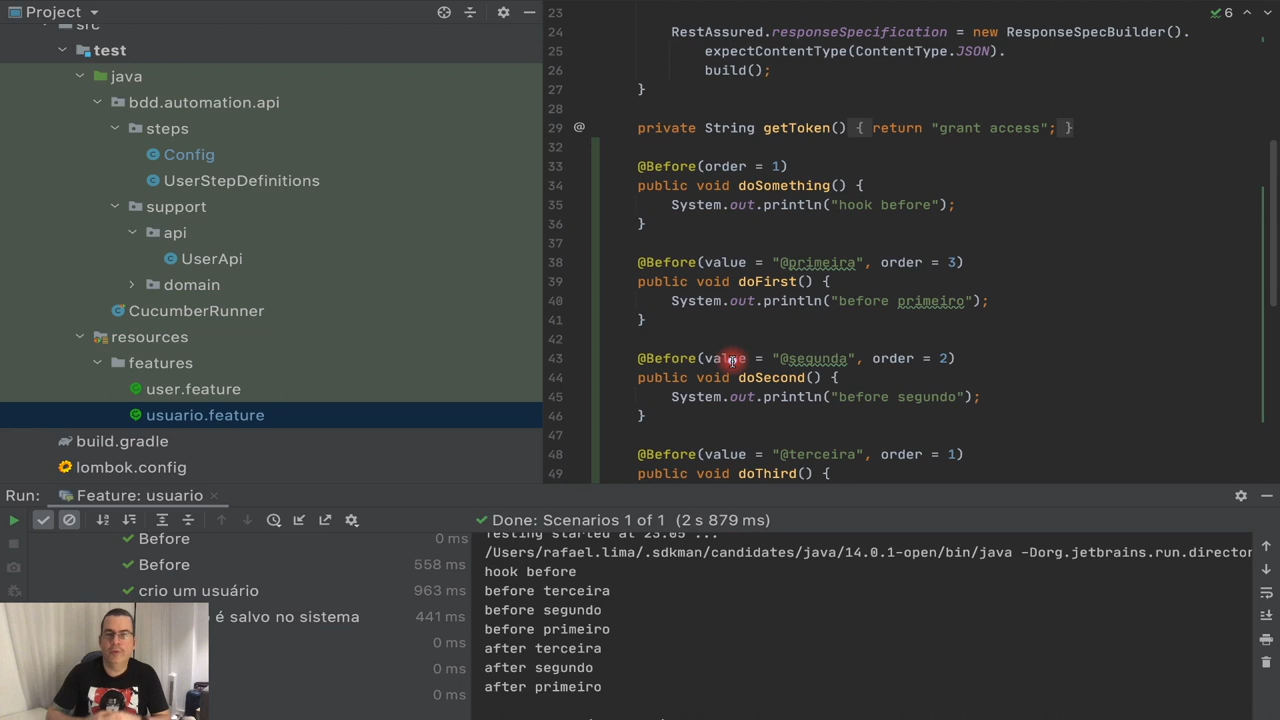 Project
src
test
java
bdd.automation.api
steps
Config
UserStepDefinitions
support
api
UserApi
domain
CucumberRunner
resources
features
user.feature
usuario.feature
build.gradle
lombok.config
6
23
24 RestAssured.responseSpecification = new ResponseSpecBuilder().
25 expectContentType(ContentType.JSON).
26 build();
27 }
28
29 @ private String getToken() { return "grant access"; }
32
33 @Before(order = 1)
34 public void doSomething() {
35 System.out.println("hook before");
36 }
37
38 @Before(value = "@primeira", order = 3)
39 public void doFirst() {
40 System.out.println("before primeiro");
41 }
42
43 @Before(value = "@segunda", order = 2)
44 public void doSecond() {
45 System.out.println("before segundo");
46 }
47
48 @Before(value = "@terceira", order = 1)
49 public void doThird() {
Run: Feature: usuario
Done: Scenarios 1 of 1 (2 s 879 ms)
Before 0 ms
Before 558 ms
crio um usuário 963 ms
é salvo no sistema 441 ms
0 ms
0 ms
0 ms
Testing started at 23:05 ...
/Users/rafael.lima/.sdkman/candidates/java/14.0.1-open/bin/java -Dorg.jetbrains.run.director
hook before
before terceira
before segundo
before primeiro
after terceira
after segundo
after primeiro